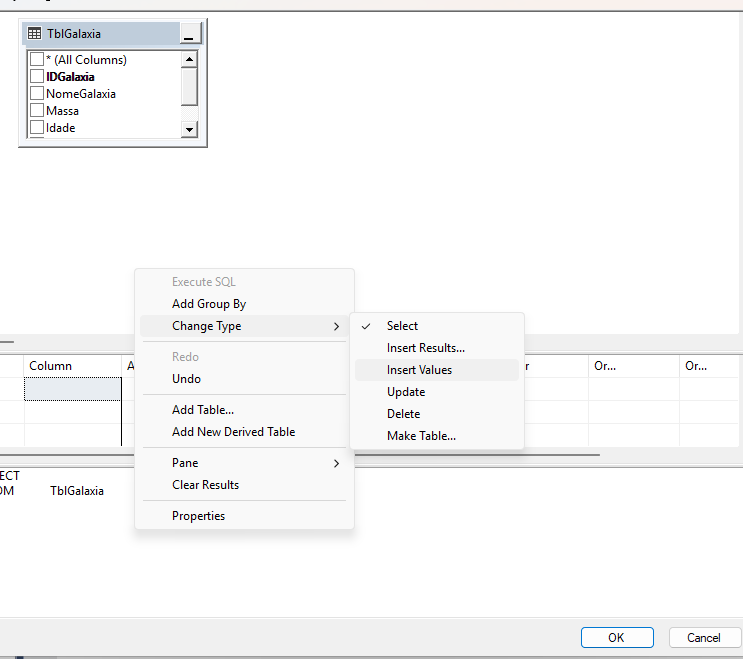 TblGalaxia
* (All Columns)
IDGalaxia
NomeGalaxia
Massa
Idade
Execute SQL
Add Group By
Change Type
Redo
Undo
Add Table...
Add New Derived Table
Pane
Clear Results
Properties
Select
Insert Results...
Insert Values
Update
Delete
Make Table...
Column A r Or... Or...
ECT
OM TblGalaxia
OK Cancel